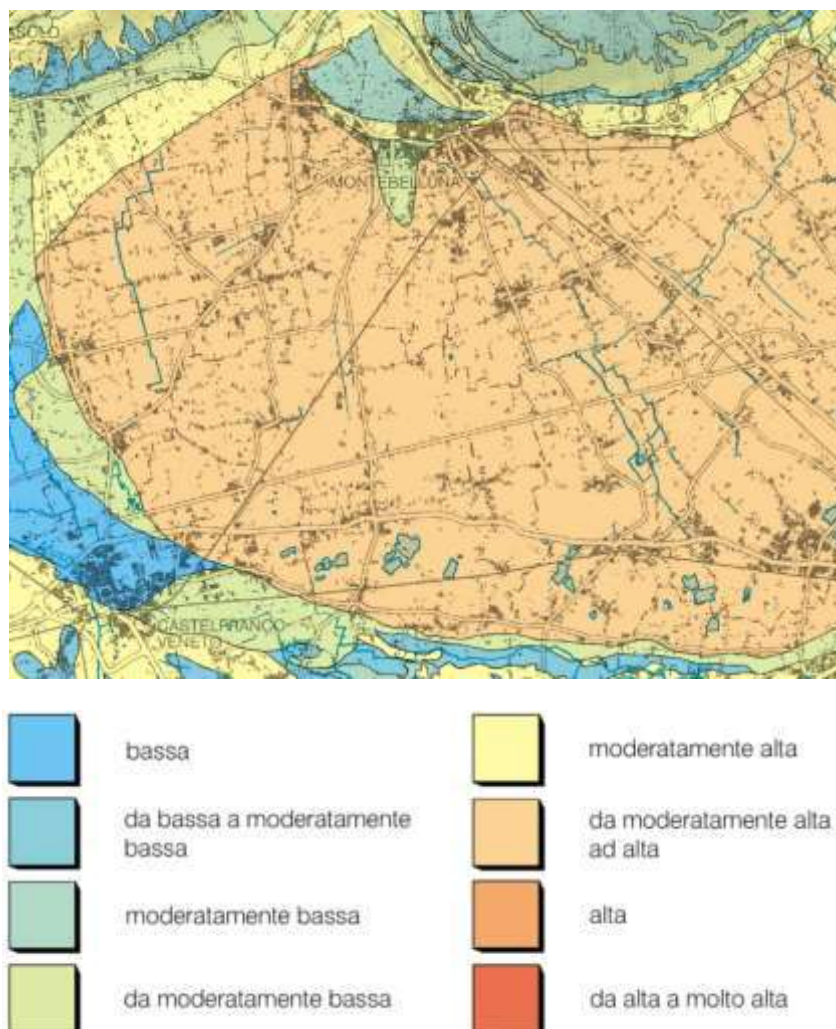 SSOLO
MONTEBELLUNA
CASTELFRANCO
VENETO
bassa
da bassa a moderatamente
bassa
moderatamente bassa
da moderatamente bassa
moderatamente alta
da moderatamente alta
ad alta
alta
da alta a molto alta